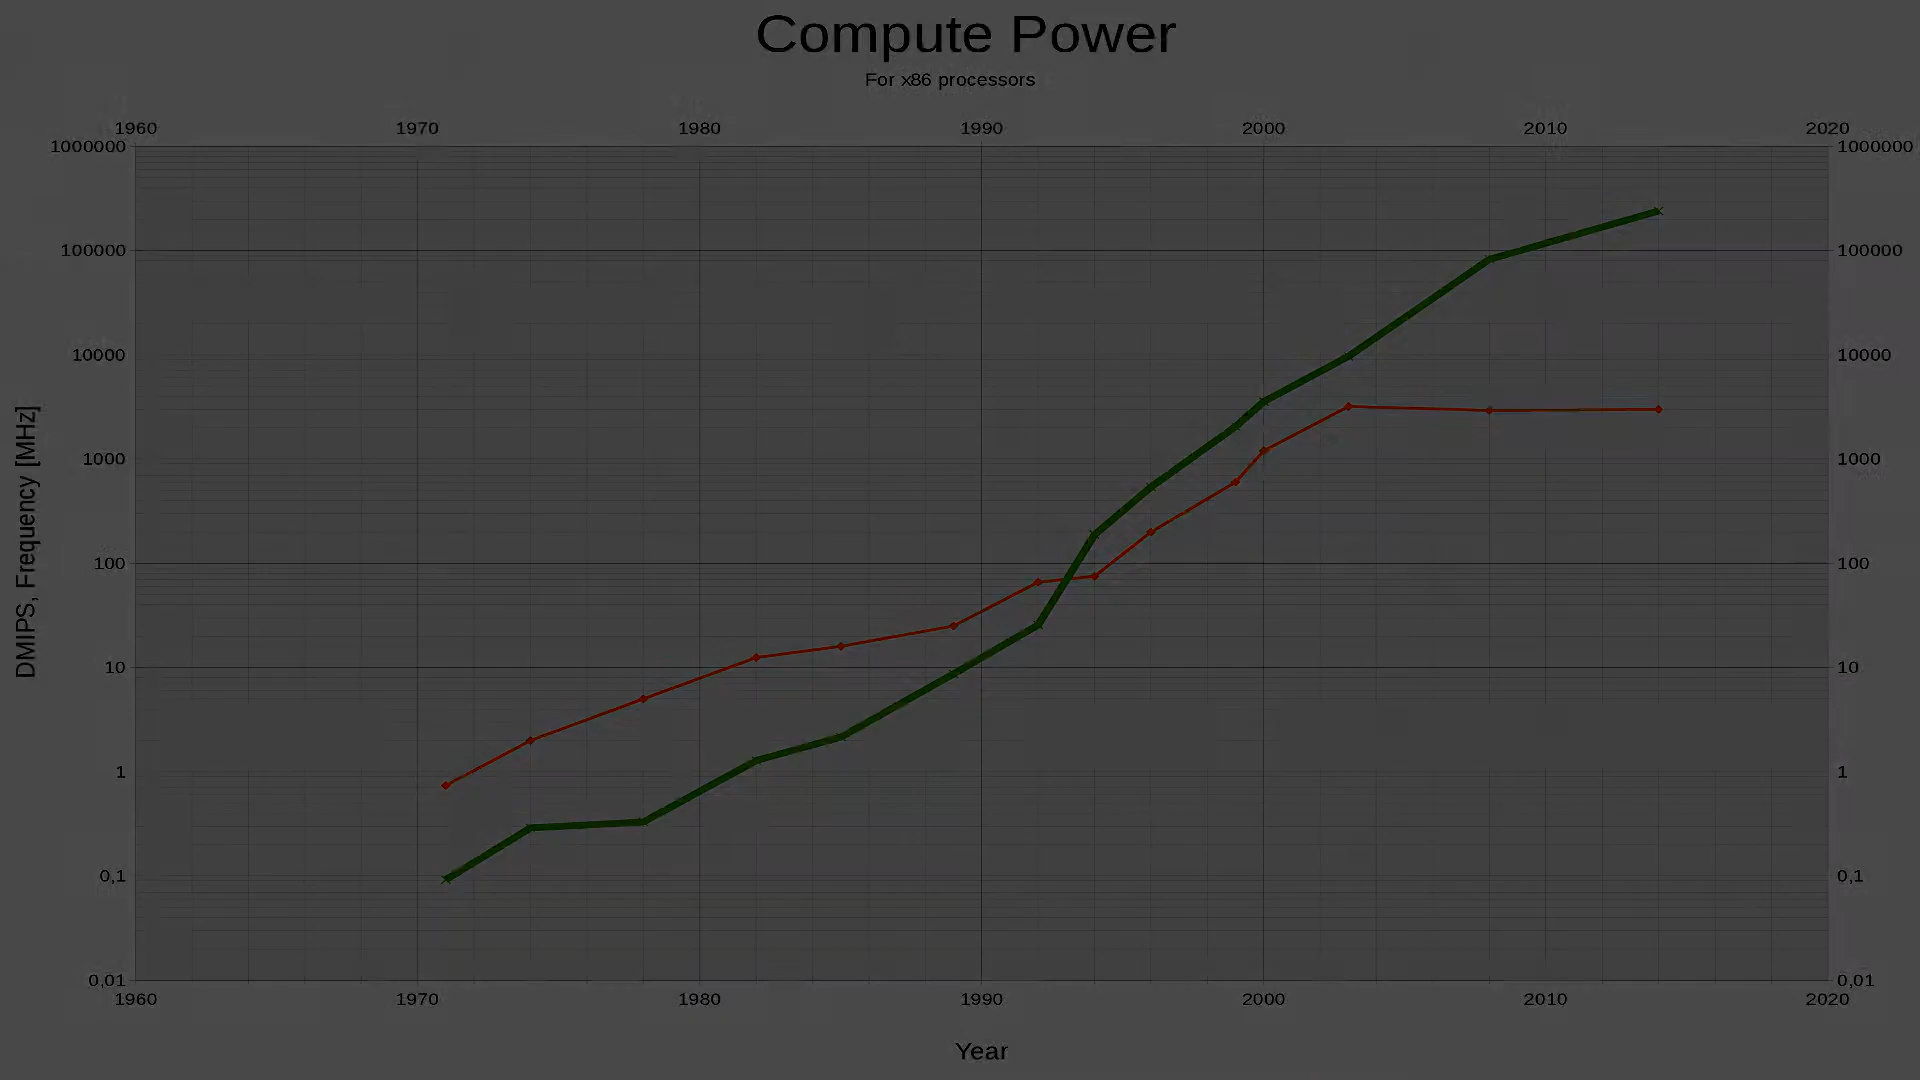 Compute Power
For x86 processors
1960 1970 1980 1990 2000 2010 2020
1000000 1000000
100000 100000
10000 10000
1000 1000
100 100
10 10
1 1
0,1 0,1
0,01 0,01
DMIPS, Frequency [MHz]
1960 1970 1980 1990 2000 2010 2020
Year